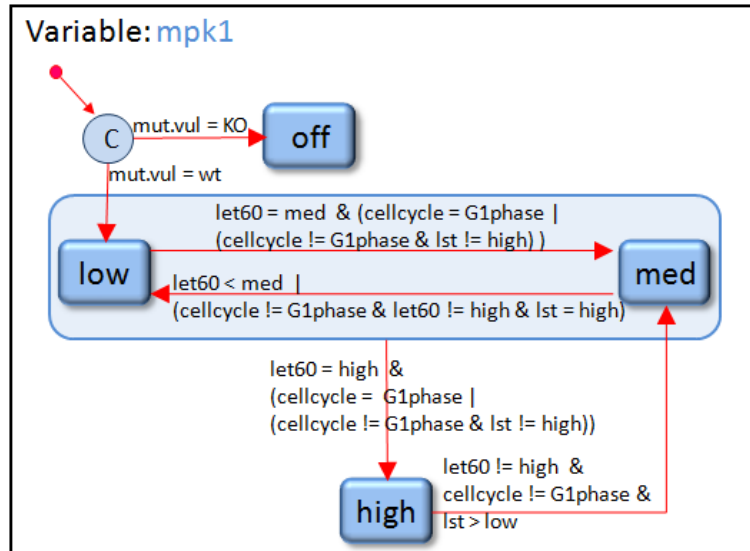 Variable: mpk1
C
mut.vul = KO
off
mut.vul = wt
let60 = med & (cellcycle = G1phase |
(cellcycle != G1phase & lst != high) )
low
med
let60 < med |
(cellcycle != G1phase & let60 != high & lst = high)
let60 = high &
(cellcycle = G1phase |
(cellcycle != G1phase & lst != high))
high
let60 != high &
cellcycle != G1phase &
lst > low